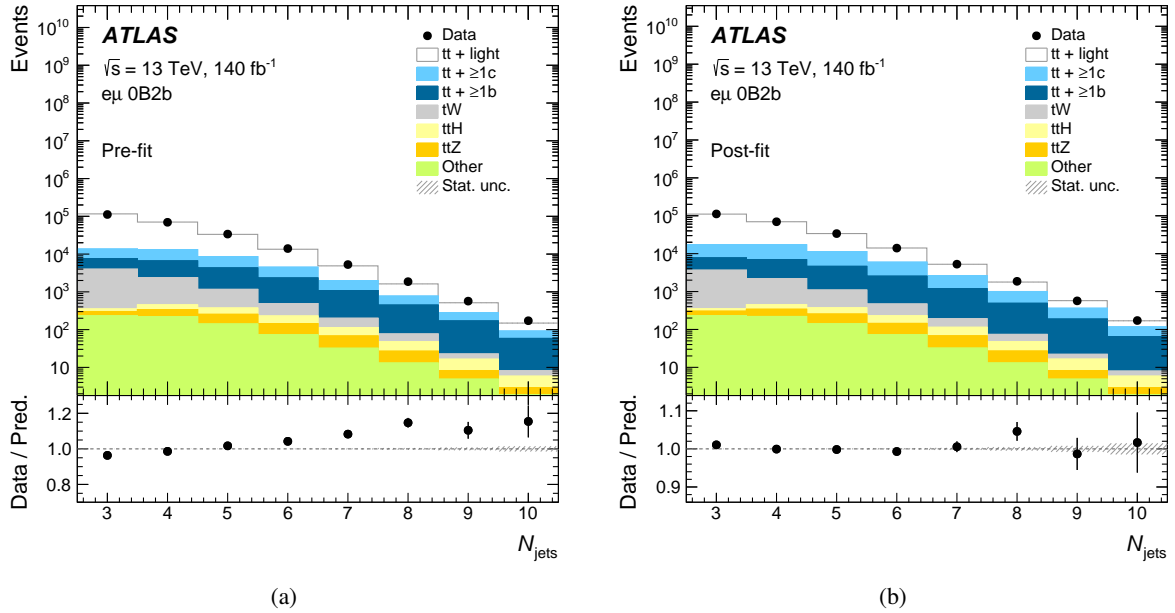 Events
10¹⁰
10⁹
10⁸
10⁷
10⁶
10⁵
10⁴
10³
10²
10
ATLAS
√s = 13 TeV, 140 fb⁻¹
eμ 0B2b
Pre-fit
Data
tt + light
tt + ≥1c
tt + ≥1b
tW
ttH
ttZ
Other
Stat. unc.
Data / Pred.
1.2
1.0
0.8
3 4 5 6 7 8 9 10
N_jets
(a)
Events
10¹⁰
10⁹
10⁸
10⁷
10⁶
10⁵
10⁴
10³
10²
10
ATLAS
√s = 13 TeV, 140 fb⁻¹
eμ 0B2b
Post-fit
Data
tt + light
tt + ≥1c
tt + ≥1b
tW
ttH
ttZ
Other
Stat. unc.
Data / Pred.
1.1
1.0
0.9
3 4 5 6 7 8 9 10
N_jets
(b)